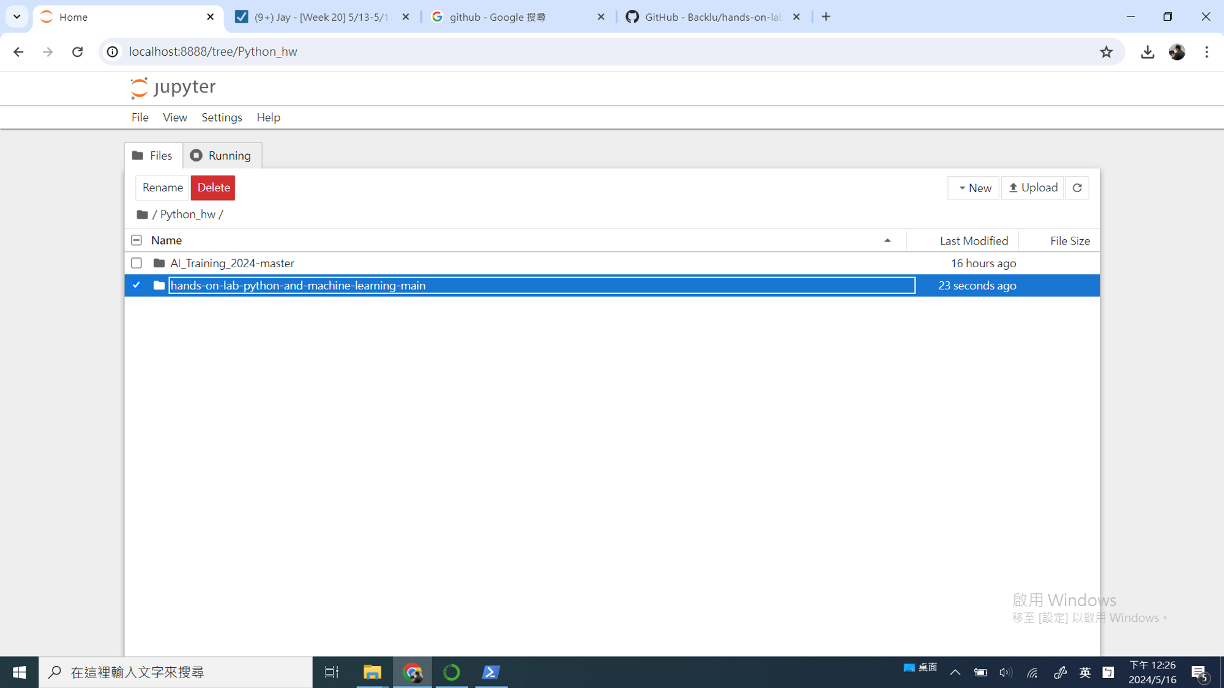 Home
(9+) Jay - [Week 20] 5/13-5/1
github - Google 搜尋
GitHub - Backlu/hands-on-la
localhost:8888/tree/Python_hw
jupyter
File View Settings Help
Files Running
Rename Delete New Upload
/ Python_hw /
Name Last Modified File Size
AI_Training_2024-master 16 hours ago
hands-on-lab-python-and-machine-learning-main 23 seconds ago
啟用 Windows
移至 [設定] 以啟用 Windows。
在這裡輸入文字來搜尋
桌面
英
下午 12:26
2024/5/16
5